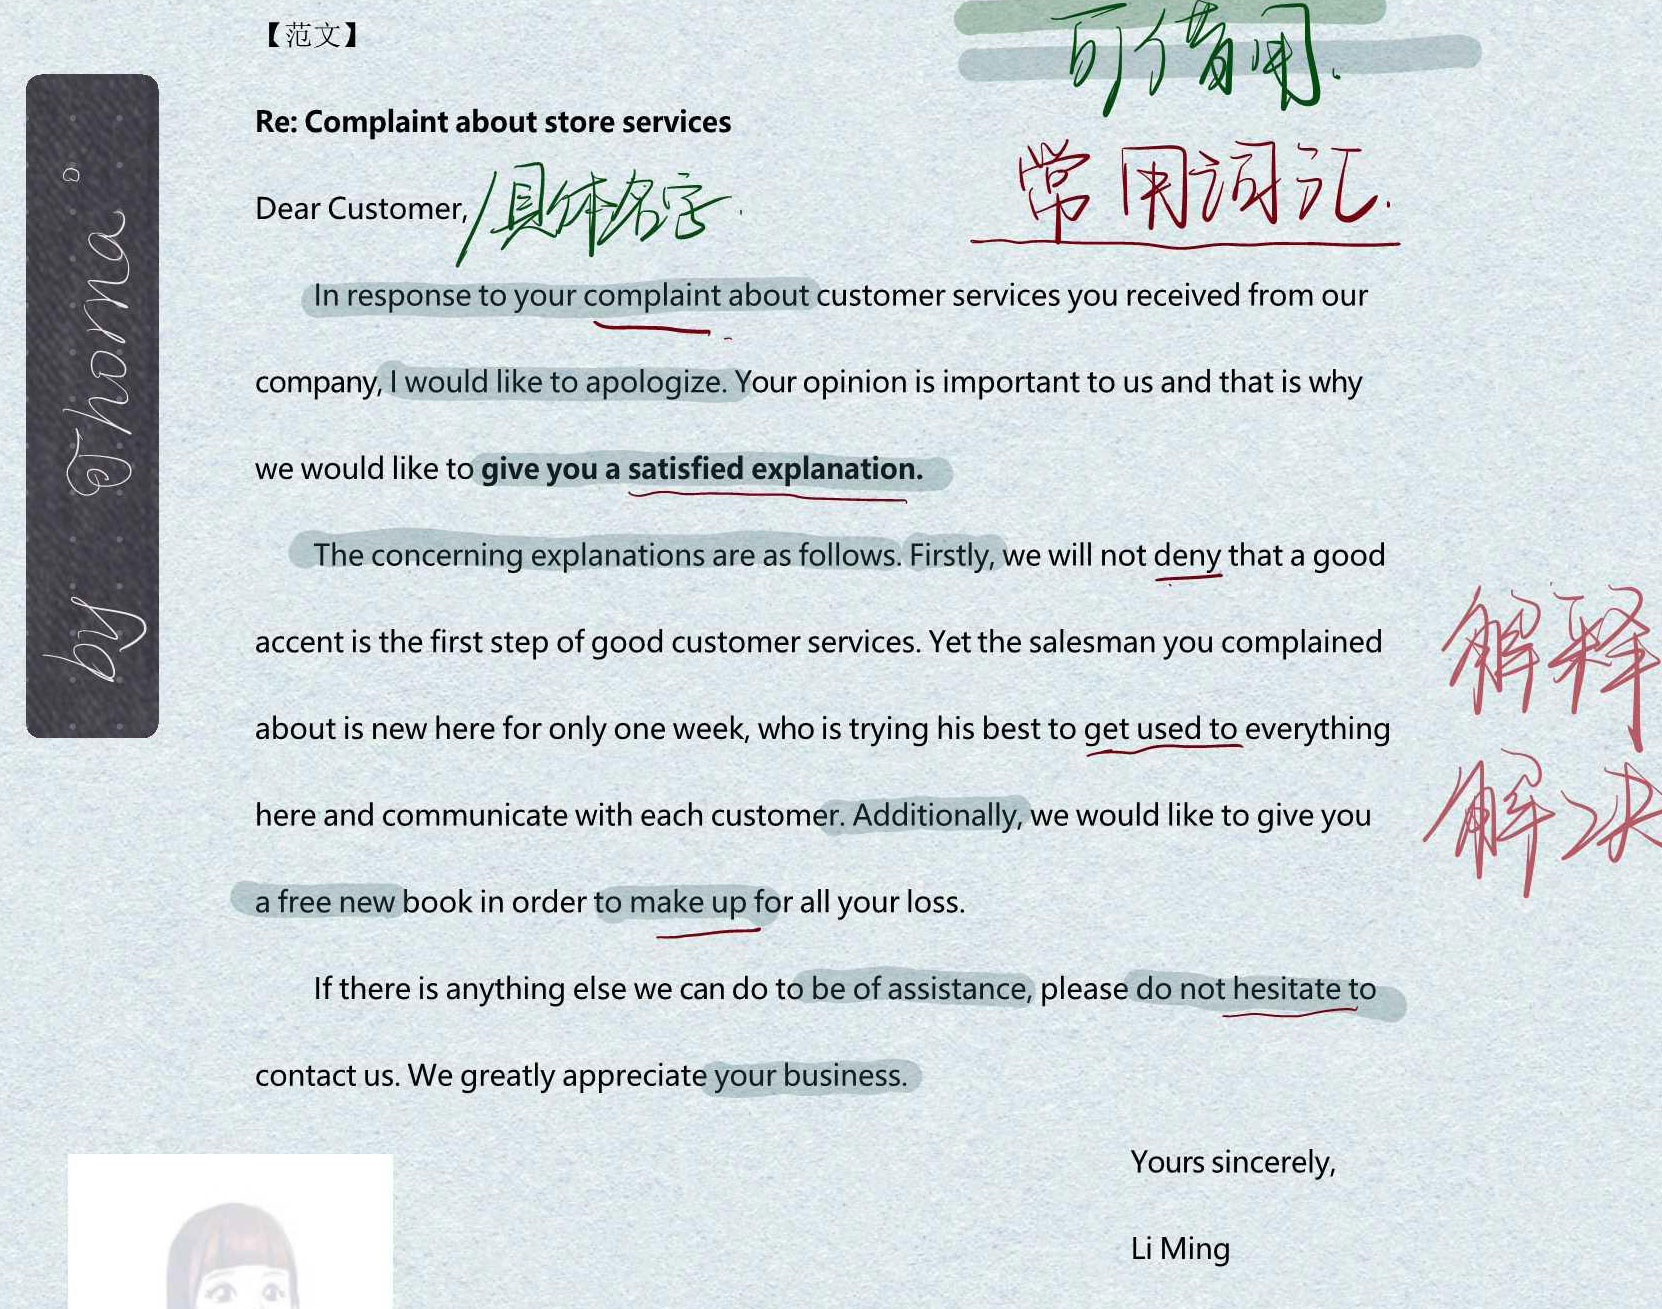 【范文】
可借用.
Re: Complaint about store services
常用词汇.
Dear Customer, /具体名字.
In response to your complaint about customer services you received from our
company, I would like to apologize. Your opinion is important to us and that is why
we would like to give you a satisfied explanation.
The concerning explanations are as follows. Firstly, we will not deny that a good
accent is the first step of good customer services. Yet the salesman you complained
about is new here for only one week, who is trying his best to get used to everything
here and communicate with each customer. Additionally, we would like to give you
a free new book in order to make up for all your loss.
解释
解决
If there is anything else we can do to be of assistance, please do not hesitate to
contact us. We greatly appreciate your business.
Yours sincerely,
Li Ming
by Thoma。